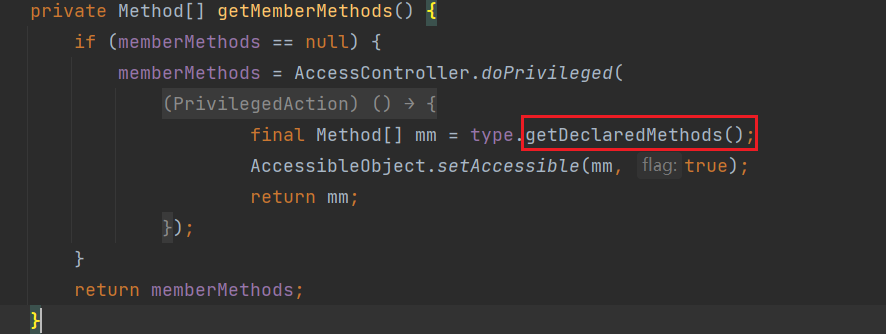 private Method[] getMemberMethods() {
if (memberMethods == null) {
memberMethods = AccessController.doPrivileged(
(PrivilegedAction) () → {
final Method[] mm = type.getDeclaredMethods();
AccessibleObject.setAccessible(mm, flag: true);
return mm;
});
}
return memberMethods;
}